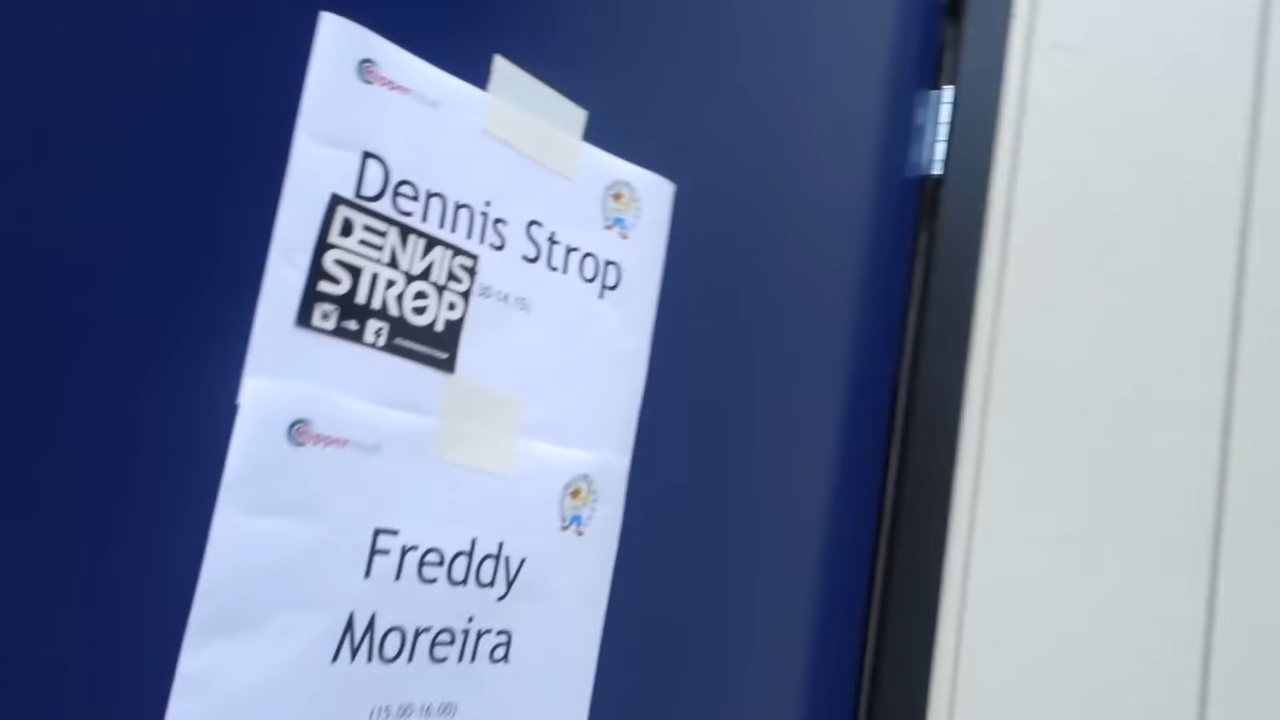 Dennis Strop
DENNIS
STROP
Freddy
Moreira
(15.00-16.00)